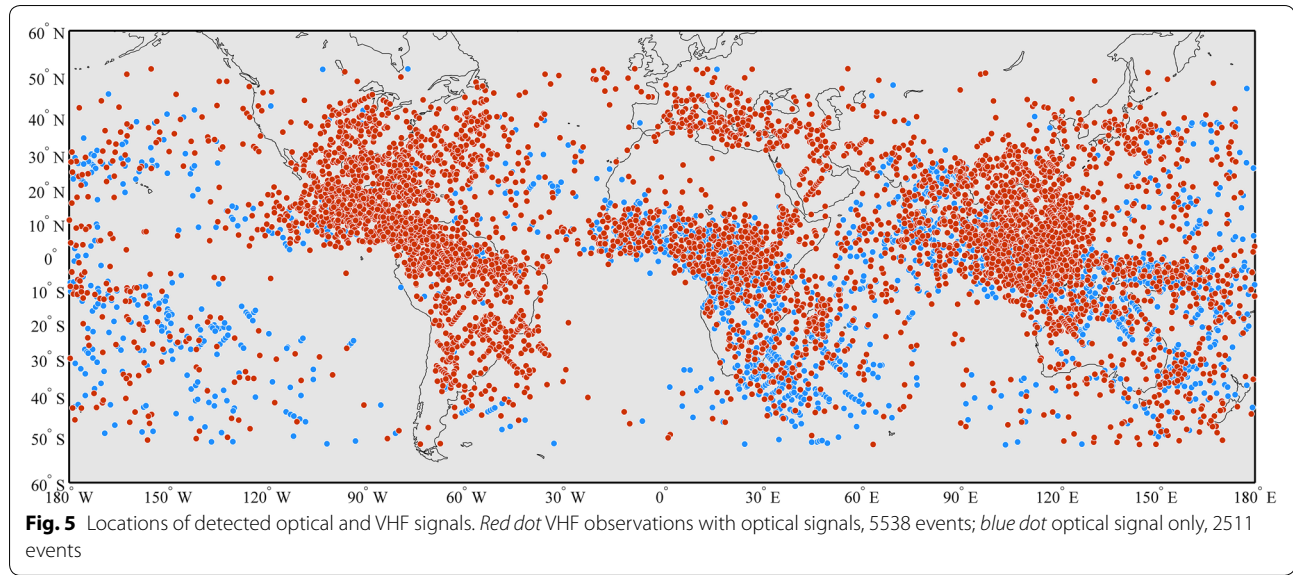 60° N
50° N
40° N
30° N
20° N
10° N
0°
10° S
20° S
30° S
40° S
50° S
60° S
180° W 150° W 120° W 90° W 60° W 30° W 0° 30° E 60° E 90° E 120° E 150° E 180° E
Fig. 5 Locations of detected optical and VHF signals. Red dot VHF observations with optical signals, 5538 events; blue dot optical signal only, 2511
events